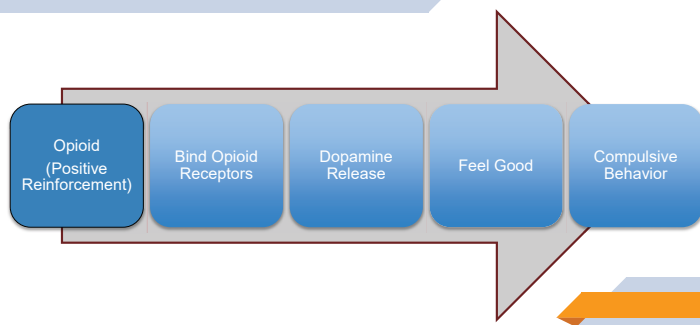 Opioid
(Positive
Reinforcement)
Bind Opioid
Receptors
Dopamine
Release
Feel Good
Compulsive
Behavior